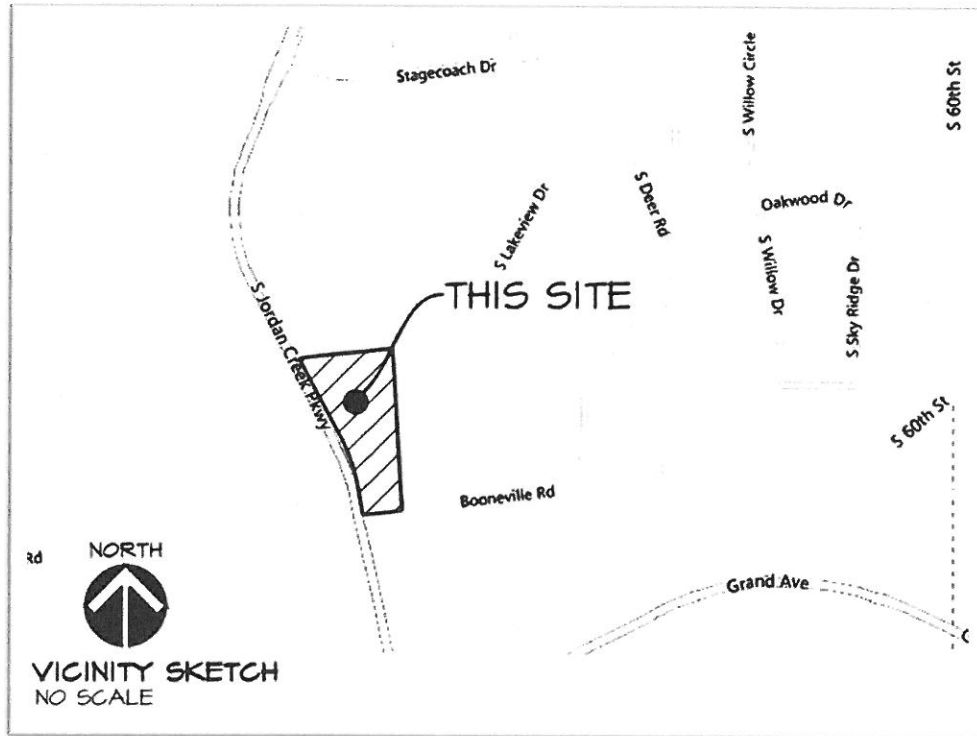 Stagecoach Dr
S Willow Circle
S 60th St
S Lakeview Dr
S Deer Rd
Oakwood Dr
S Willow Dr
S Sky Ridge Dr
THIS SITE
S Jordan Creek Pkwy
S 60th St
Booneville Rd
Rd
NORTH
Grand Ave
VICINITY SKETCH
NO SCALE